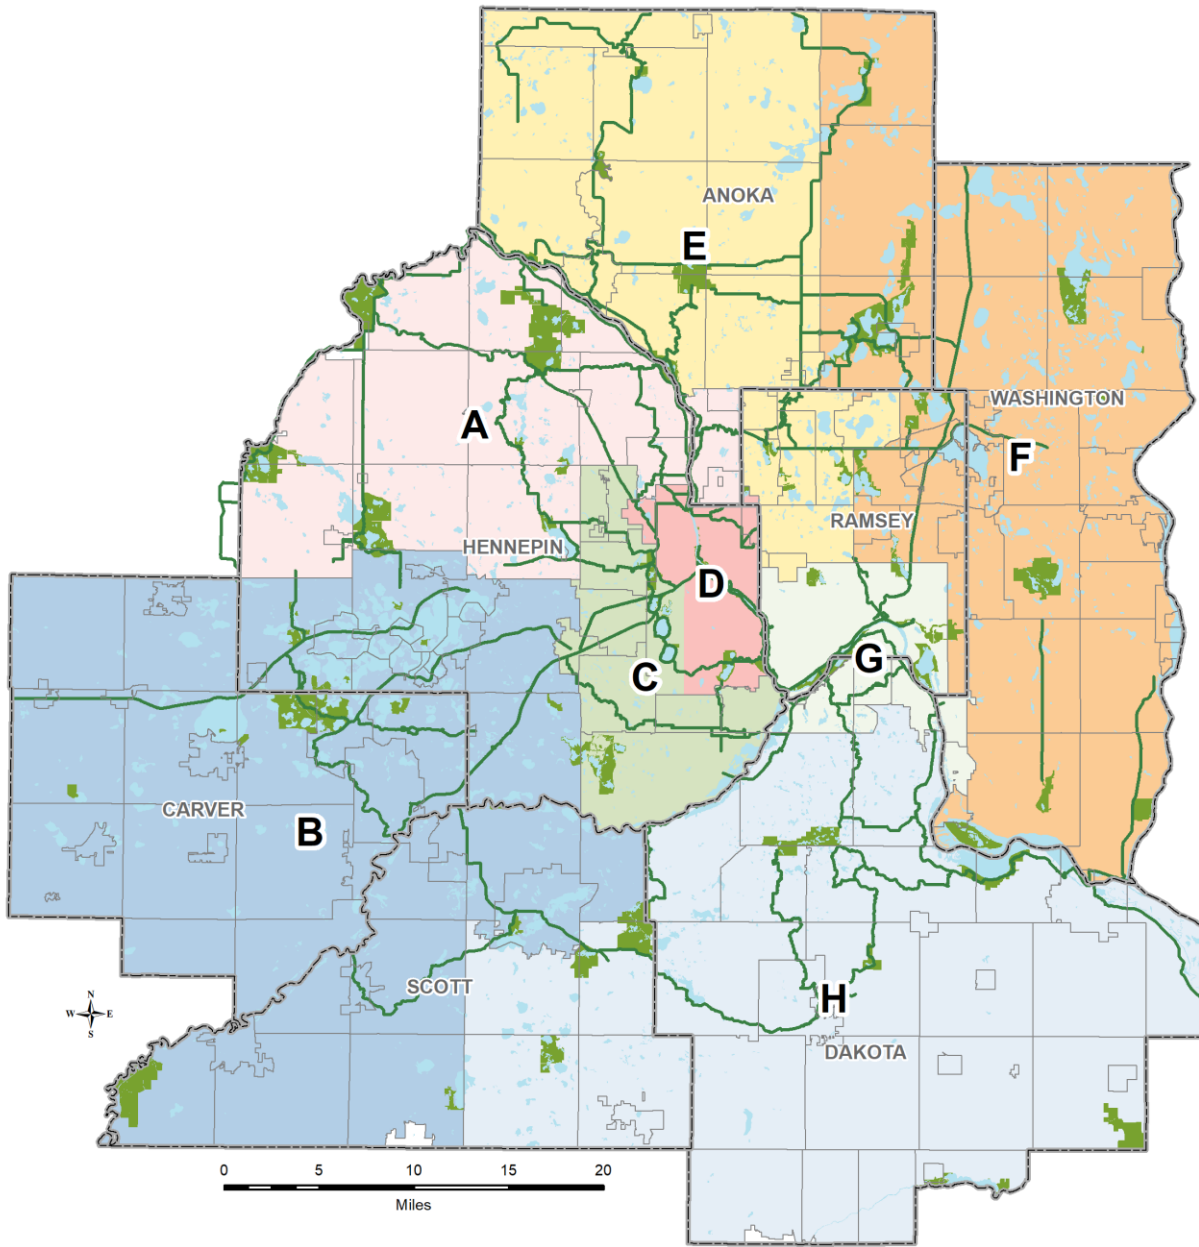 ANOKA
E
WASHINGTON
A
F
RAMSEY
HENNEPIN
D
G
C
CARVER
B
SCOTT
H
N
W E
S
DAKOTA
0 5 10 15 20
Miles